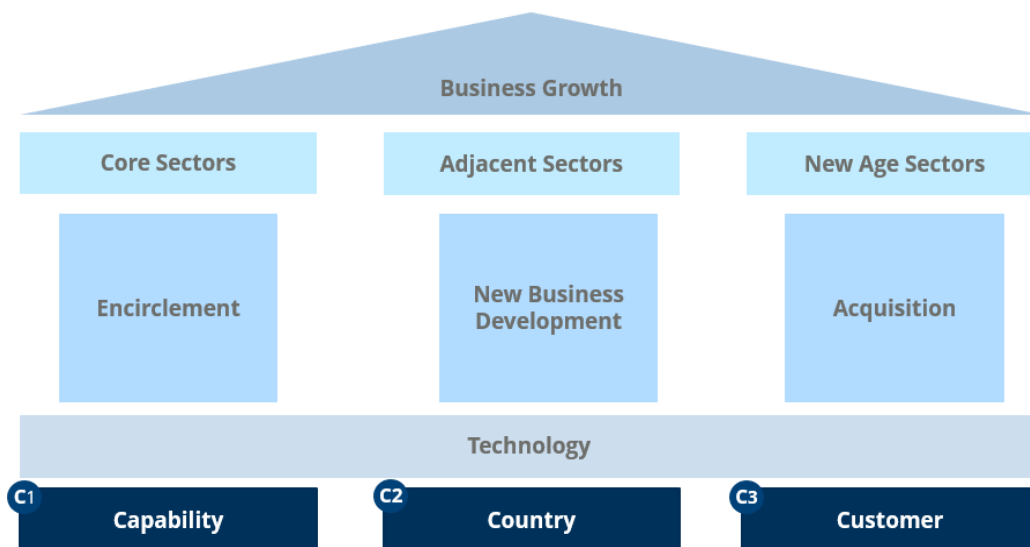 Business Growth
Core Sectors
Adjacent Sectors
New Age Sectors
Encirclement
New Business
Development
Acquisition
Technology
C1
Capability
C2
Country
C3
Customer